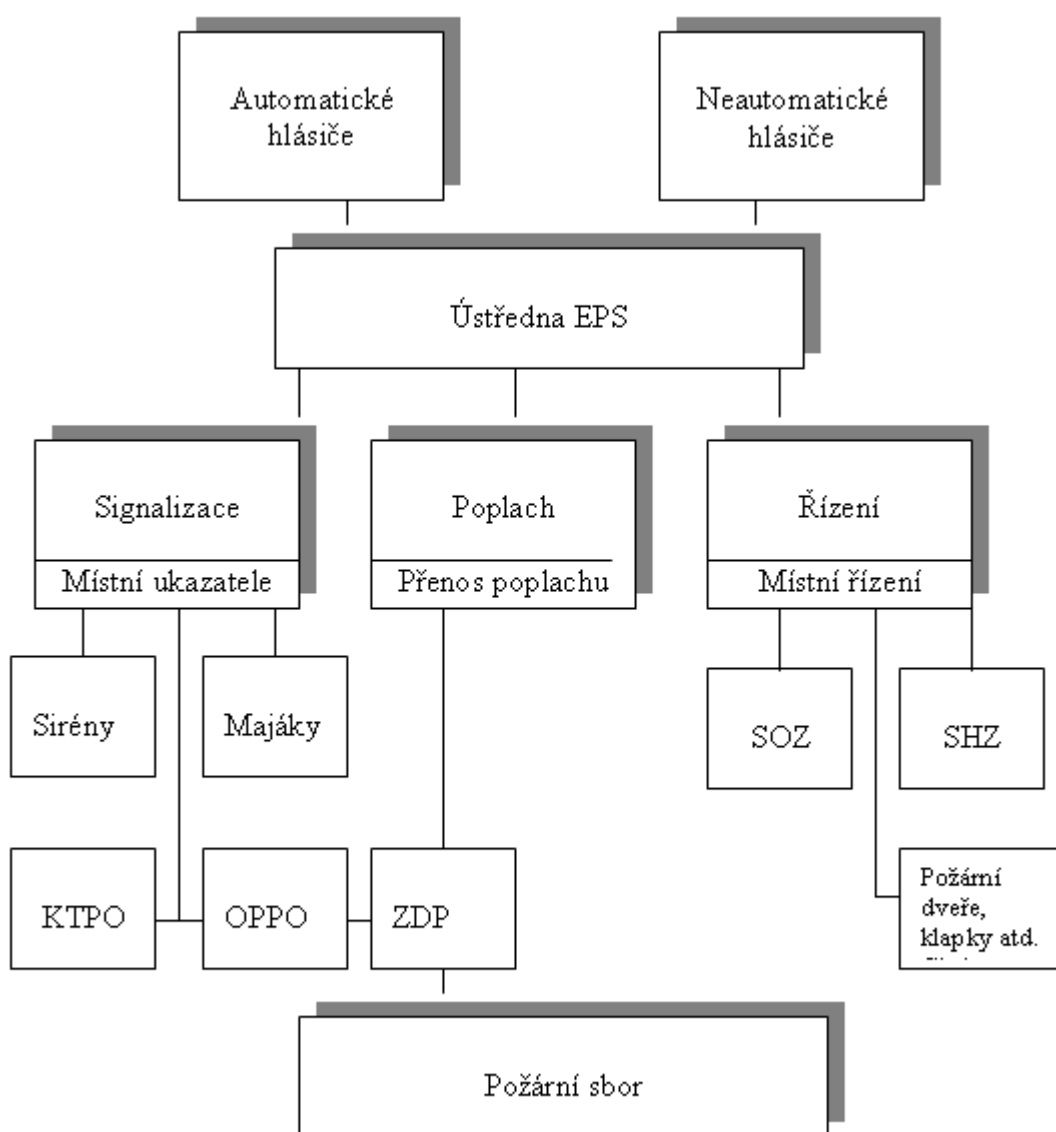 Automatické
hlásiče
Neautomatické
hlásiče
Ústředna EPS
Signalizace
Místní ukazatele
Poplach
Přenos poplachu
Řízení
Místní řízení
Sirény
Majáky
SOZ
SHZ
KTPO
OPPO
ZDP
Požární
dveře,
klapky atd.
Požární sbor